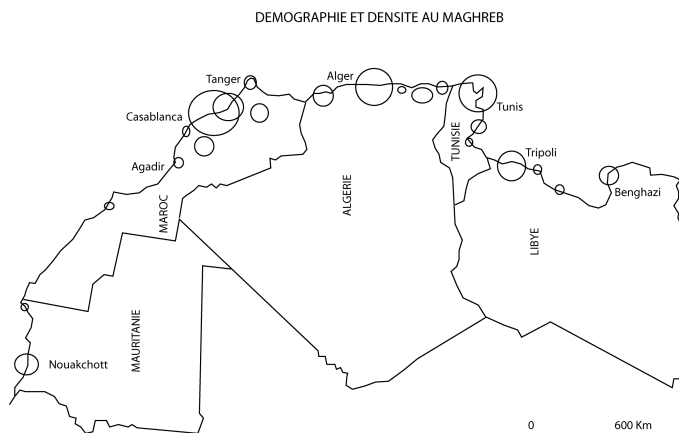 DEMOGRAPHIE ET DENSITE AU MAGHREB
Tanger
Alger
Casablanca
Tunis
Agadir
TUNISIE
Tripoli
Benghazi
MAROC
ALGERIE
LIBYE
MAURITANIE
Nouakchott
0 600 Km